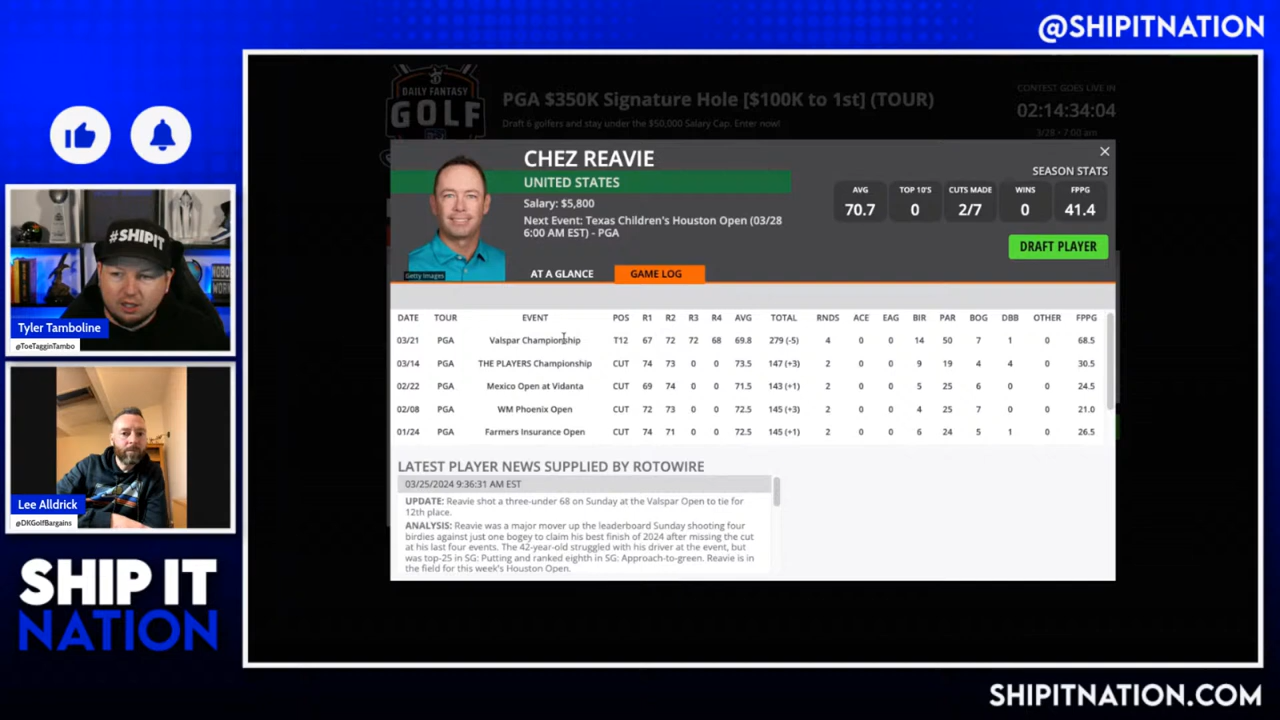 @SHIPITNATION
DAILY FANTASY
GOLF
PGA $350K Signature Hole [$100K to 1st] (TOUR)
Draft 6 golfers and stay under the $50,000 Salary Cap. Enter now!
CONTEST GOES LIVE IN
02:14:34:04
3/28 • 7:00 am
CHEZ REAVIE
UNITED STATES
Salary: $5,800
Next Event: Texas Children's Houston Open (03/28
6:00 AM EST) - PGA
Getty Images
SEASON STATS
AVG TOP 10'S CUTS MADE WINS FPPG
70.7 0 2/7 0 41.4
DRAFT PLAYER
AT A GLANCE GAME LOG
DATE TOUR EVENT POS R1 R2 R3 R4 AVG TOTAL RNDS ACE EAG BIR PAR BOG DBB OTHER FPPG
03/21 PGA Valspar Championship T12 67 72 72 68 69.8 279 (-5) 4 0 0 14 50 7 1 0 68.5
03/14 PGA THE PLAYERS Championship CUT 74 73 0 0 73.5 147 (+3) 2 0 0 9 19 4 4 0 30.5
02/22 PGA Mexico Open at Vidanta CUT 69 74 0 0 71.5 143 (+1) 2 0 0 5 25 6 0 0 24.5
02/08 PGA WM Phoenix Open CUT 72 73 0 0 72.5 145 (+3) 2 0 0 4 25 7 0 0 21.0
01/24 PGA Farmers Insurance Open CUT 74 71 0 0 72.5 145 (+1) 2 0 0 6 24 5 1 0 26.5
LATEST PLAYER NEWS SUPPLIED BY ROTOWIRE
03/25/2024 9:36:31 AM EST
UPDATE: Reavie shot a three-under 68 on Sunday at the Valspar Open to tie for
12th place.
ANALYSIS: Reavie was a major mover up the leaderboard Sunday shooting four
birdies against just one bogey to claim his best finish of 2024 after missing the cut
at his last four events. The 42-year-old struggled with his driver at the event, but
was top-25 in SG: Putting and ranked eighth in SG: Approach-to-green. Reavie is in
the field for this week's Houston Open.
#SHIPIT
Tyler Tamboline
@ToeTagginTambo
Lee Alldrick
@DKGolfBargains
SHIP IT
NATION
SHIPITNATION.COM